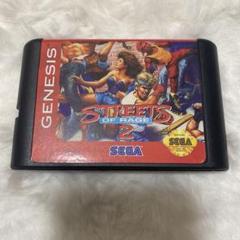 GENESIS
STREETS
OF RAGE
2
SEGA